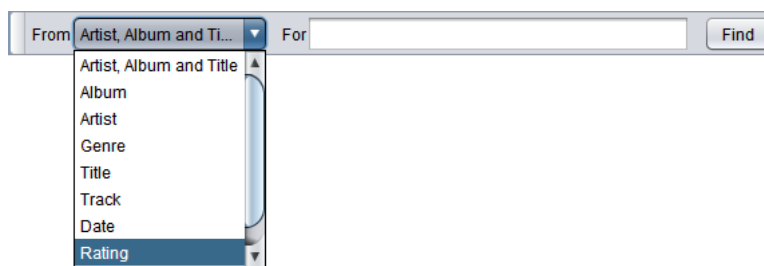 From Artist, Album and Ti... For Find
Artist, Album and Title
Album
Artist
Genre
Title
Track
Date
Rating